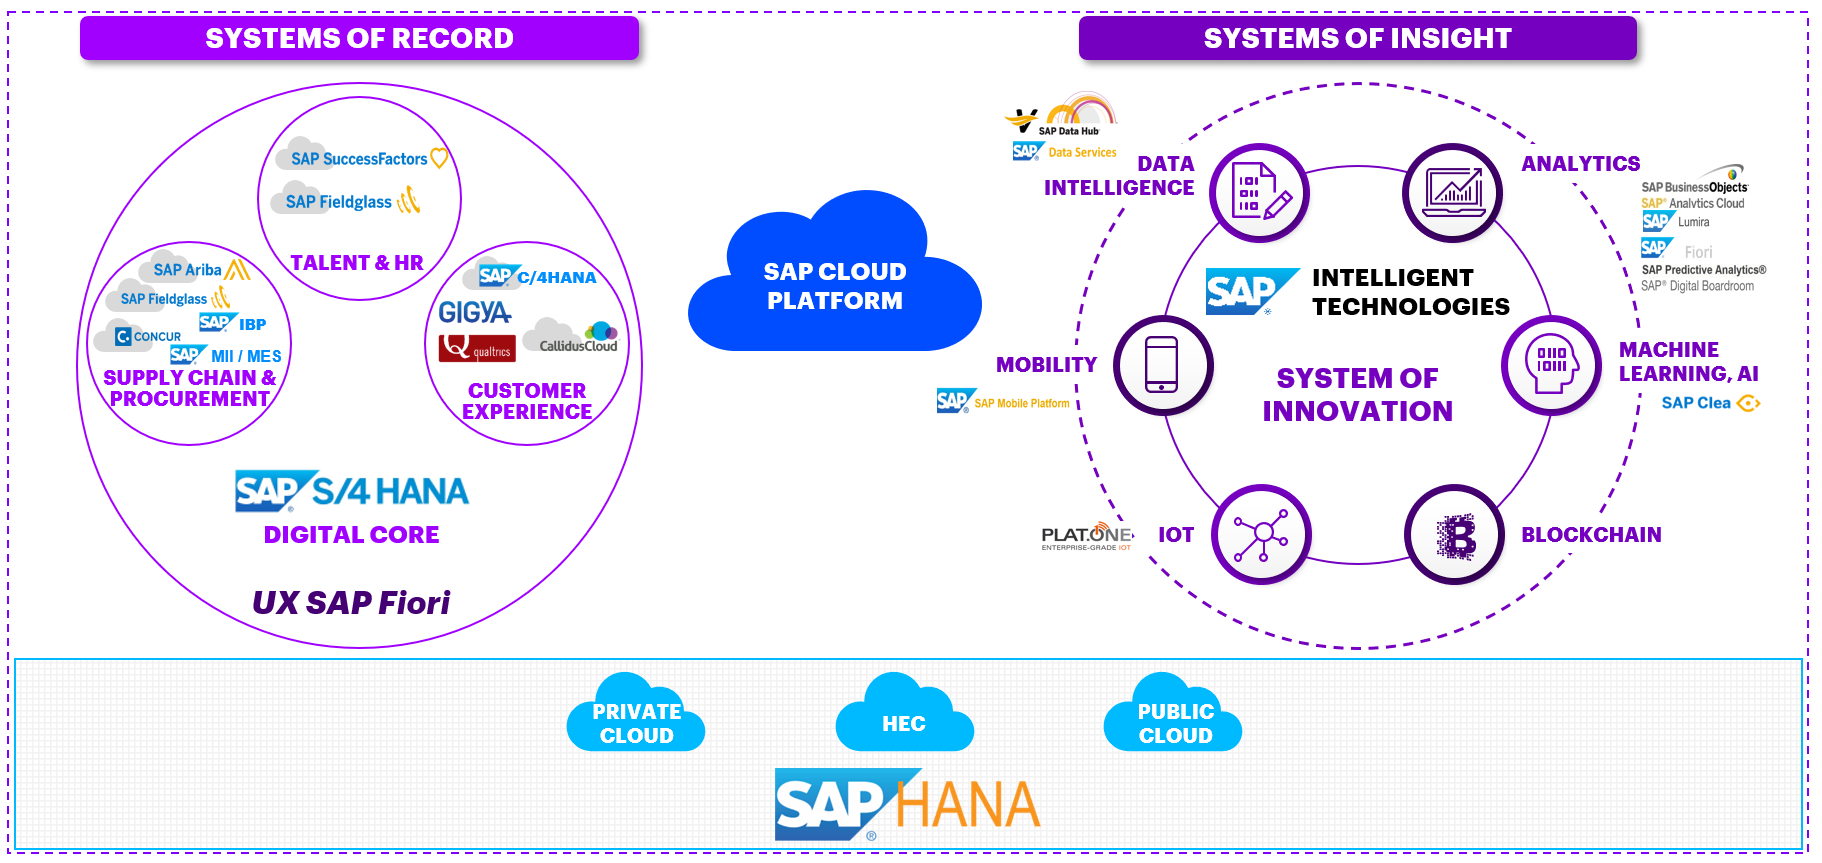 SYSTEMS OF RECORD
SAP SuccessFactors
SAP Fieldglass
TALENT & HR
SAP Ariba
SAP Fieldglass
C. CONCUR
SAP IBP
SAP MII / MES
SUPPLY CHAIN &
PROCUREMENT
SAP C/4HANA
GIGYA
Q qualtrics
CallidusCloud
CUSTOMER
EXPERIENCE
SAP® S/4 HANA
DIGITAL CORE
UX SAP Fiori
SAP CLOUD
PLATFORM
SYSTEMS OF INSIGHT
V SAP Data Hub
SAP Data Services
DATA
INTELLIGENCE
ANALYTICS
SAP BusinessObjects
SAP® Analytics Cloud
SAP Lumira
SAP Fiori
SAP Predictive Analytics®
SAP® Digital Boardroom
SAP INTELLIGENT
TECHNOLOGIES
MOBILITY
SAP SAP Mobile Platform
SYSTEM OF
INNOVATION
MACHINE
LEARNING, AI
SAP Clea
PLAT.ONE
ENTERPRISE-GRADE IOT
IOT
BLOCKCHAIN
PRIVATE
CLOUD
HEC
PUBLIC
CLOUD
SAP® HANA